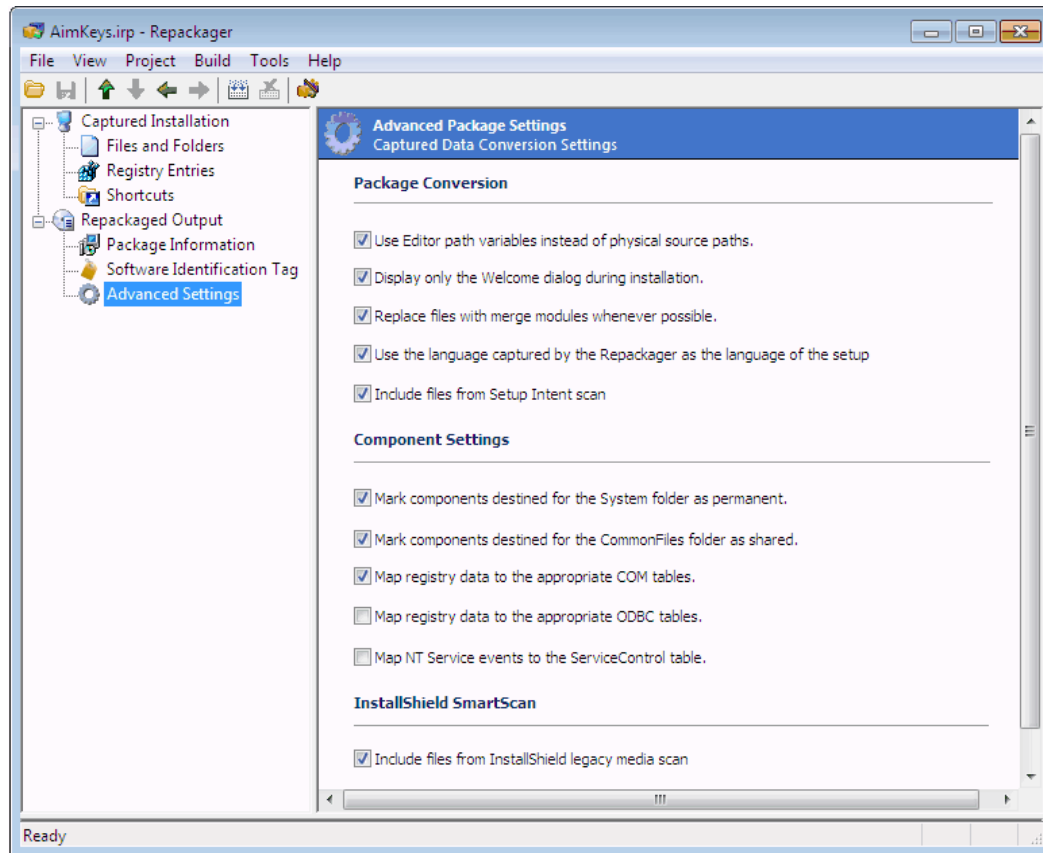 AimKeys.irp - Repackager
File View Project Build Tools Help
Captured Installation
Files and Folders
Registry Entries
Shortcuts
Repackaged Output
Package Information
Software Identification Tag
Advanced Settings
Advanced Package Settings
Captured Data Conversion Settings
Package Conversion
Use Editor path variables instead of physical source paths.
Display only the Welcome dialog during installation.
Replace files with merge modules whenever possible.
Use the language captured by the Repackager as the language of the setup
Include files from Setup Intent scan
Component Settings
Mark components destined for the System folder as permanent.
Mark components destined for the CommonFiles folder as shared.
Map registry data to the appropriate COM tables.
Map registry data to the appropriate ODBC tables.
Map NT Service events to the ServiceControl table.
InstallShield SmartScan
Include files from InstallShield legacy media scan
Ready